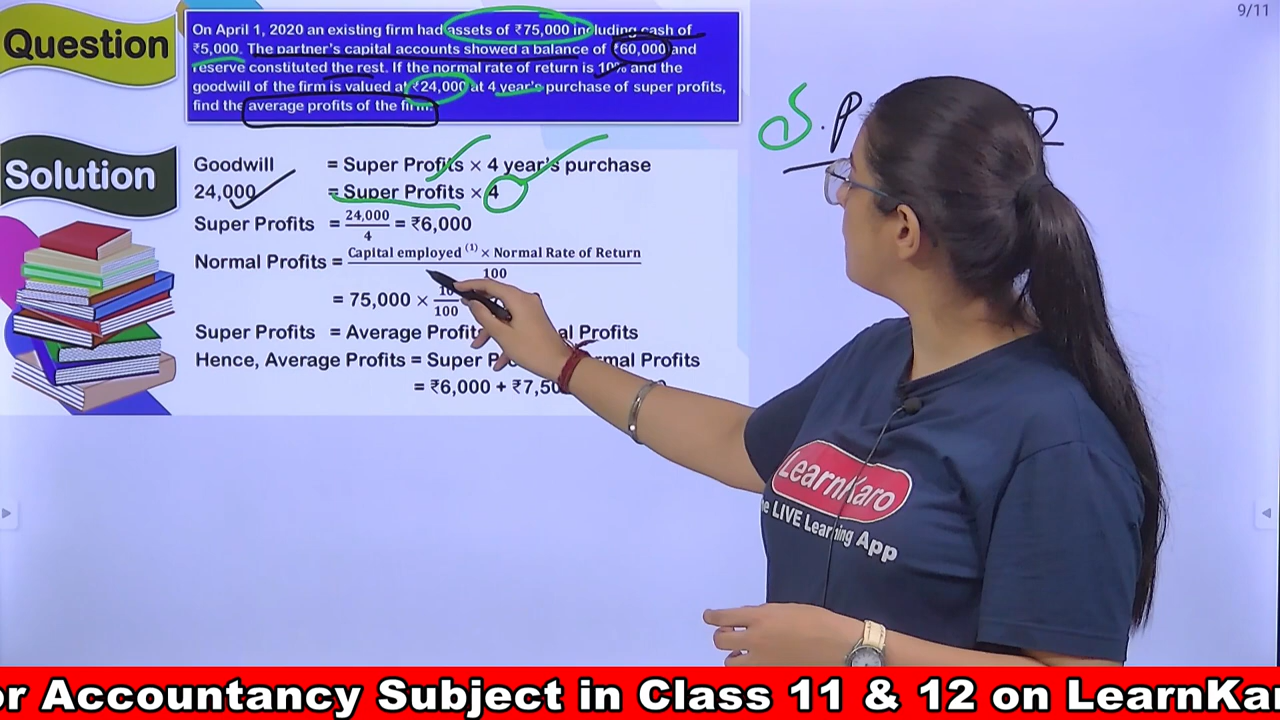 9/11
Question
On April 1, 2020 an existing firm had assets of ₹75,000 including cash of
₹5,000. The partner's capital accounts showed a balance of ₹60,000 and
reserve constituted the rest. If the normal rate of return is 10% and the
goodwill of the firm is valued at ₹24,000 at 4 year's purchase of super profits,
find the average profits of the firm.
S.P
Solution
Goodwill = Super Profits × 4 year's purchase
24,000 = Super Profits × 4
Super Profits = 24,000/4 = ₹6,000
Normal Profits = Capital employed (1) × Normal Rate of Return
100
= 75,000 × 10/100
Super Profits = Average Profits Profits
Hence, Average Profits = Super Profits
= ₹6,000 + ₹7,50
LearnKaro
The LIVE Learning App
or Accountancy Subject in Class 11 & 12 on LearnKar